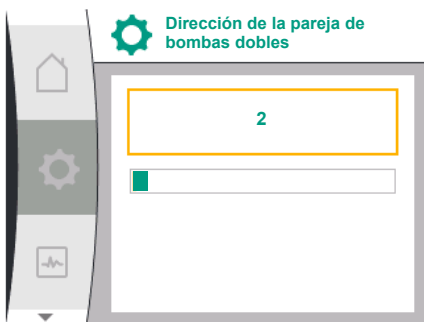 Dirección de la pareja de
bombas dobles
2